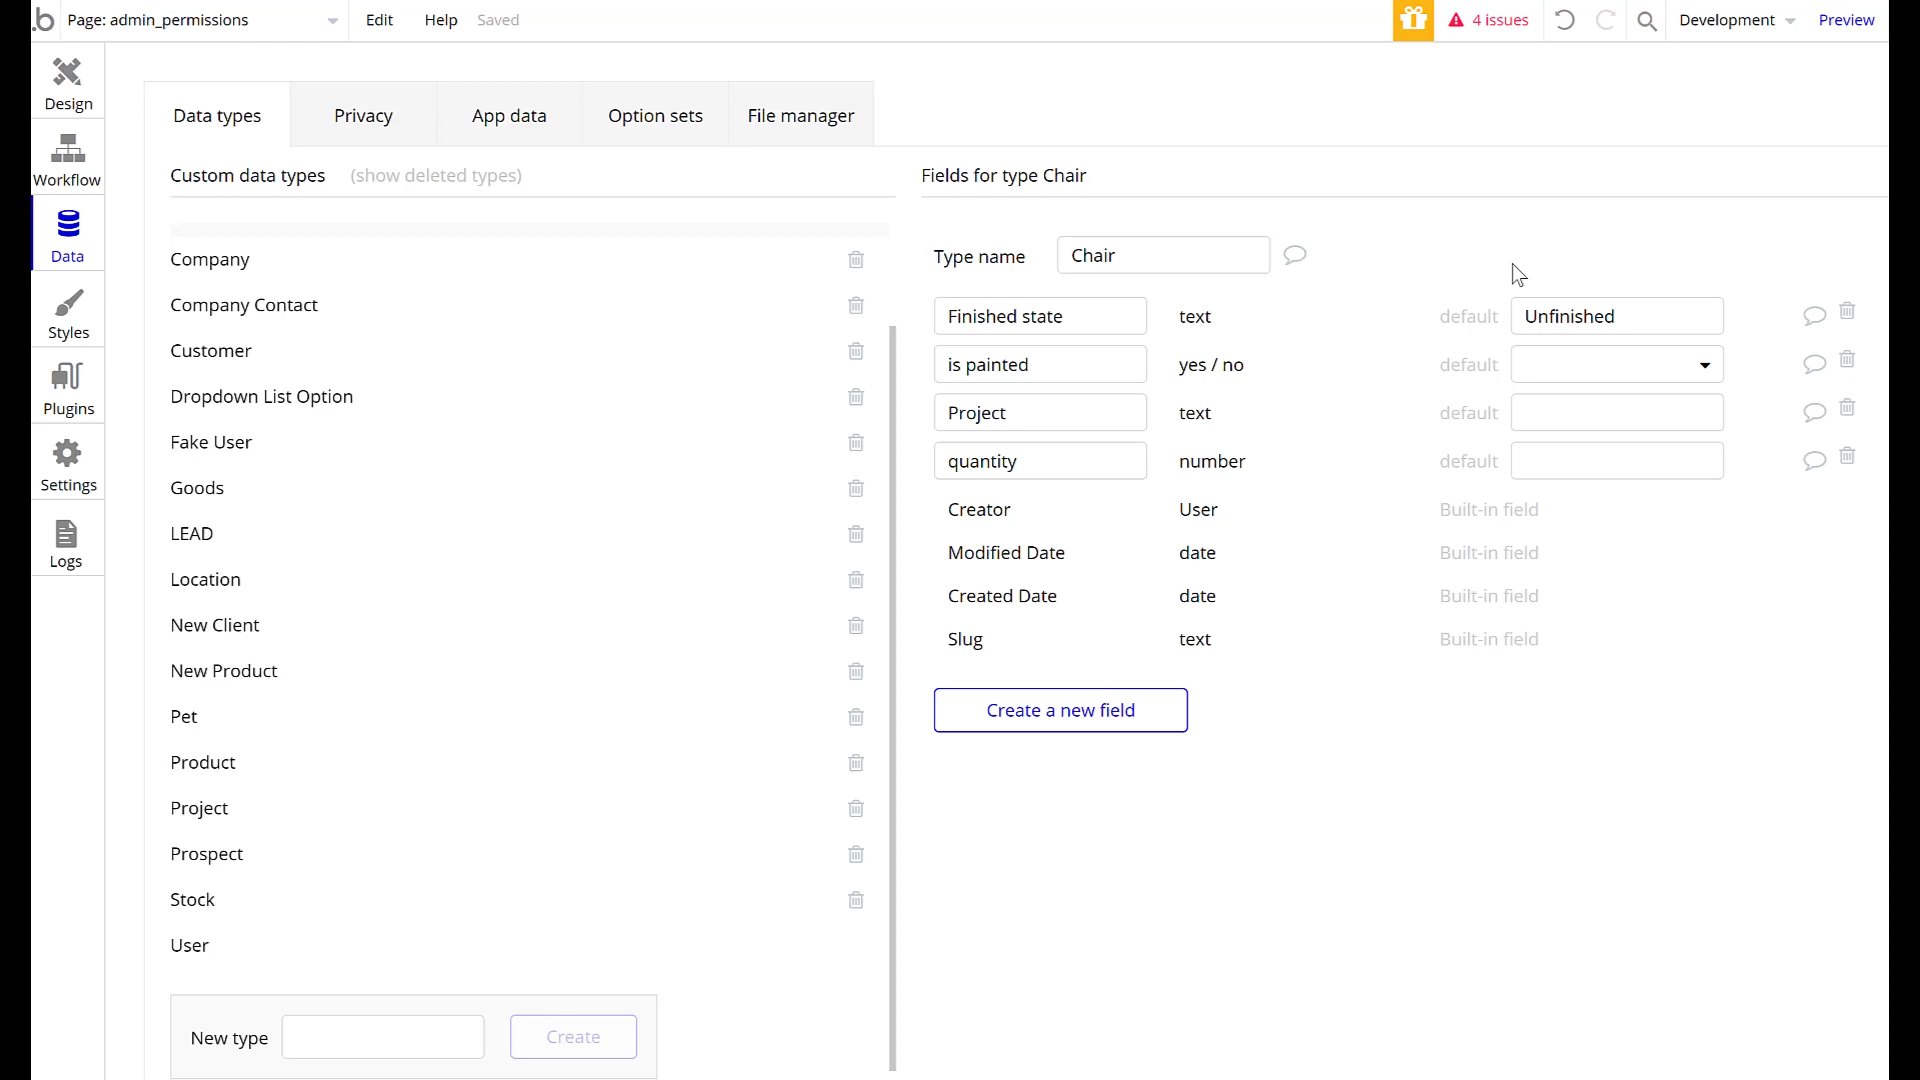 .b Page: admin_permissions Edit Help Saved 4 issues Development Preview
Design
Workflow
Data
Styles
Plugins
Settings
Logs
Data types Privacy App data Option sets File manager
Custom data types (show deleted types)
Company
Company Contact
Customer
Dropdown List Option
Fake User
Goods
LEAD
Location
New Client
New Product
Pet
Product
Project
Prospect
Stock
User
New type Create
Fields for type Chair
Type name Chair
Finished state text default Unfinished
is painted yes / no default
Project text default
quantity number default
Creator User Built-in field
Modified Date date Built-in field
Created Date date Built-in field
Slug text Built-in field
Create a new field